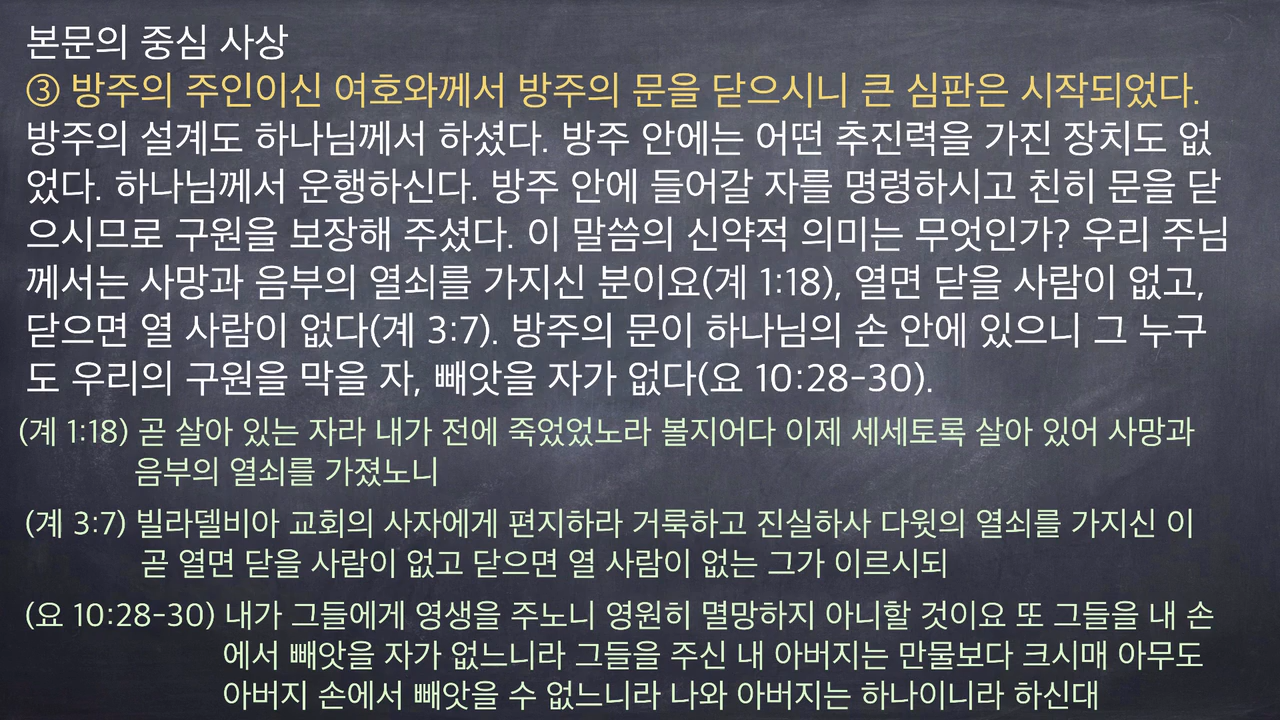 본문의 중심 사상
③ 방주의 주인이신 여호와께서 방주의 문을 닫으시니 큰 심판은 시작되었다.
방주의 설계도 하나님께서 하셨다. 방주 안에는 어떤 추진력을 가진 장치도 없
었다. 하나님께서 운행하신다. 방주 안에 들어갈 자를 명령하시고 친히 문을 닫
으시므로 구원을 보장해 주셨다. 이 말씀의 신약적 의미는 무엇인가? 우리 주님
께서는 사망과 음부의 열쇠를 가지신 분이요(계 1:18), 열면 닫을 사람이 없고,
닫으면 열 사람이 없다(계 3:7). 방주의 문이 하나님의 손 안에 있으니 그 누구
도 우리의 구원을 막을 자, 빼앗을 자가 없다(요 10:28-30).
(계 1:18) 곧 살아 있는 자라 내가 전에 죽었었노라 볼지어다 이제 세세토록 살아 있어 사망과
음부의 열쇠를 가졌노니
(계 3:7) 빌라델비아 교회의 사자에게 편지하라 거룩하고 진실하사 다윗의 열쇠를 가지신 이
곧 열면 닫을 사람이 없고 닫으면 열 사람이 없는 그가 이르시되
(요 10:28-30) 내가 그들에게 영생을 주노니 영원히 멸망하지 아니할 것이요 또 그들을 내 손
에서 빼앗을 자가 없느니라 그들을 주신 내 아버지는 만물보다 크시매 아무도
아버지 손에서 빼앗을 수 없느니라 나와 아버지는 하나이니라 하신대